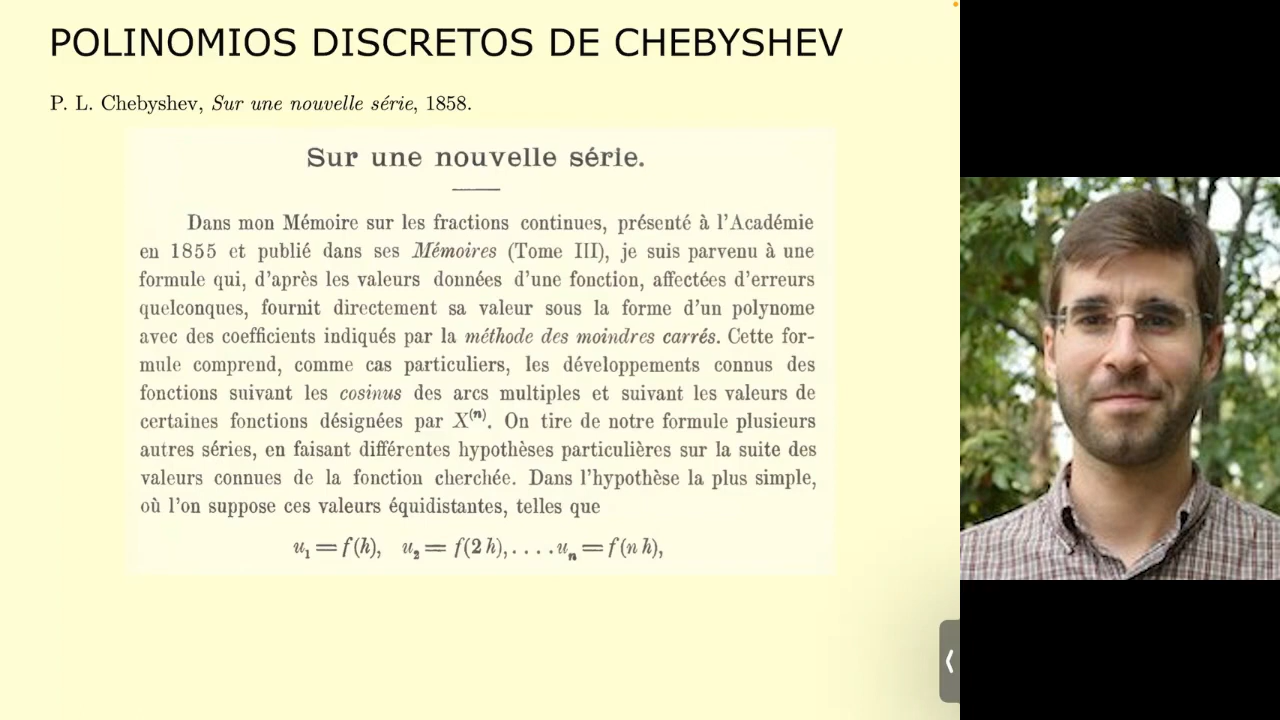 POLINOMIOS DISCRETOS DE CHEBYSHEV
P. L. Chebyshev, Sur une nouvelle série, 1858.
Sur une nouvelle série.
Dans mon Mémoire sur les fractions continues, présenté à l'Académie
en 1855 et publié dans ses Mémoires (Tome III), je suis parvenu à une
formule qui, d'après les valeurs données d'une fonction, affectées d'erreurs
quelconques, fournit directement sa valeur sous la forme d'un polynome
avec des coefficients indiqués par la méthode des moindres carrés. Cette for-
mule comprend, comme cas particuliers, les développements connus des
fonctions suivant les cosinus des arcs multiples et suivant les valeurs de
certaines fonctions désignées par X⁽ⁿ⁾. On tire de notre formule plusieurs
autres séries, en faisant différentes hypothèses particulières sur la suite des
valeurs connues de la fonction cherchée. Dans l'hypothèse la plus simple,
où l'on suppose ces valeurs équidistantes, telles que
u₁ = f(h), u₂ = f(2 h), . . . . uₙ = f(n h),